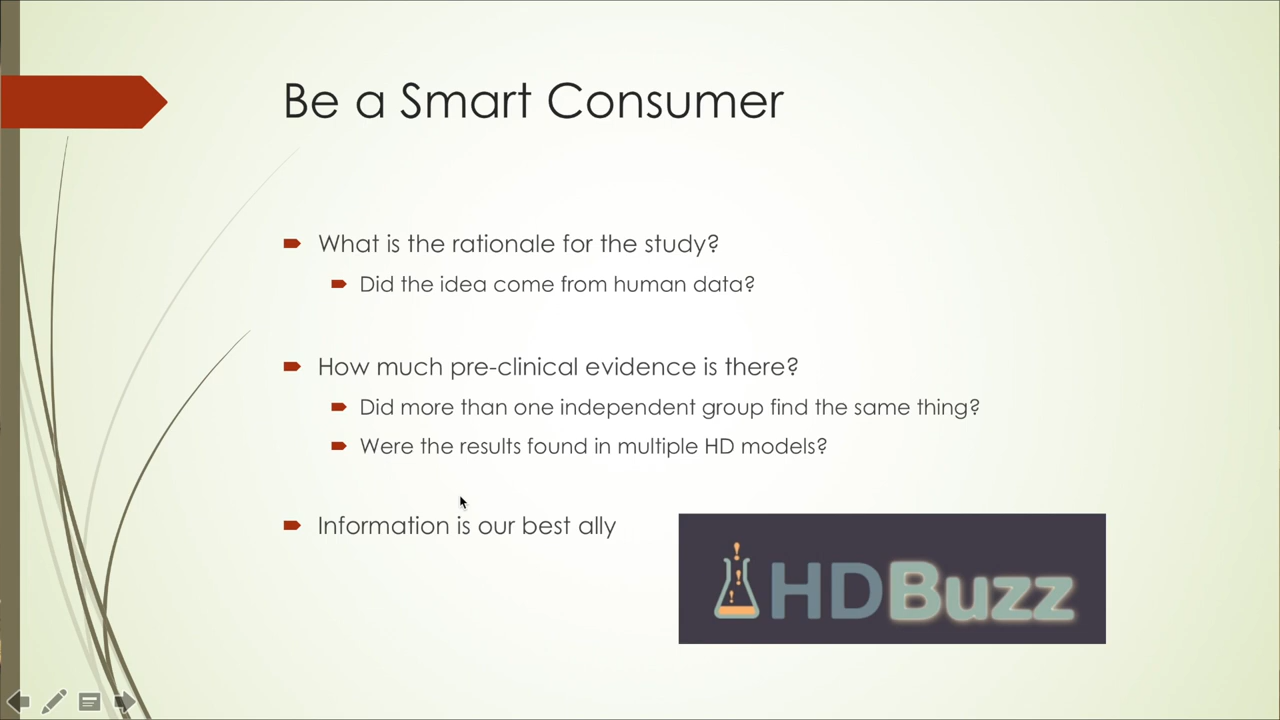 Be a Smart Consumer
What is the rationale for the study?
Did the idea come from human data?
How much pre-clinical evidence is there?
Did more than one independent group find the same thing?
Were the results found in multiple HD models?
Information is our best ally
HDBuzz